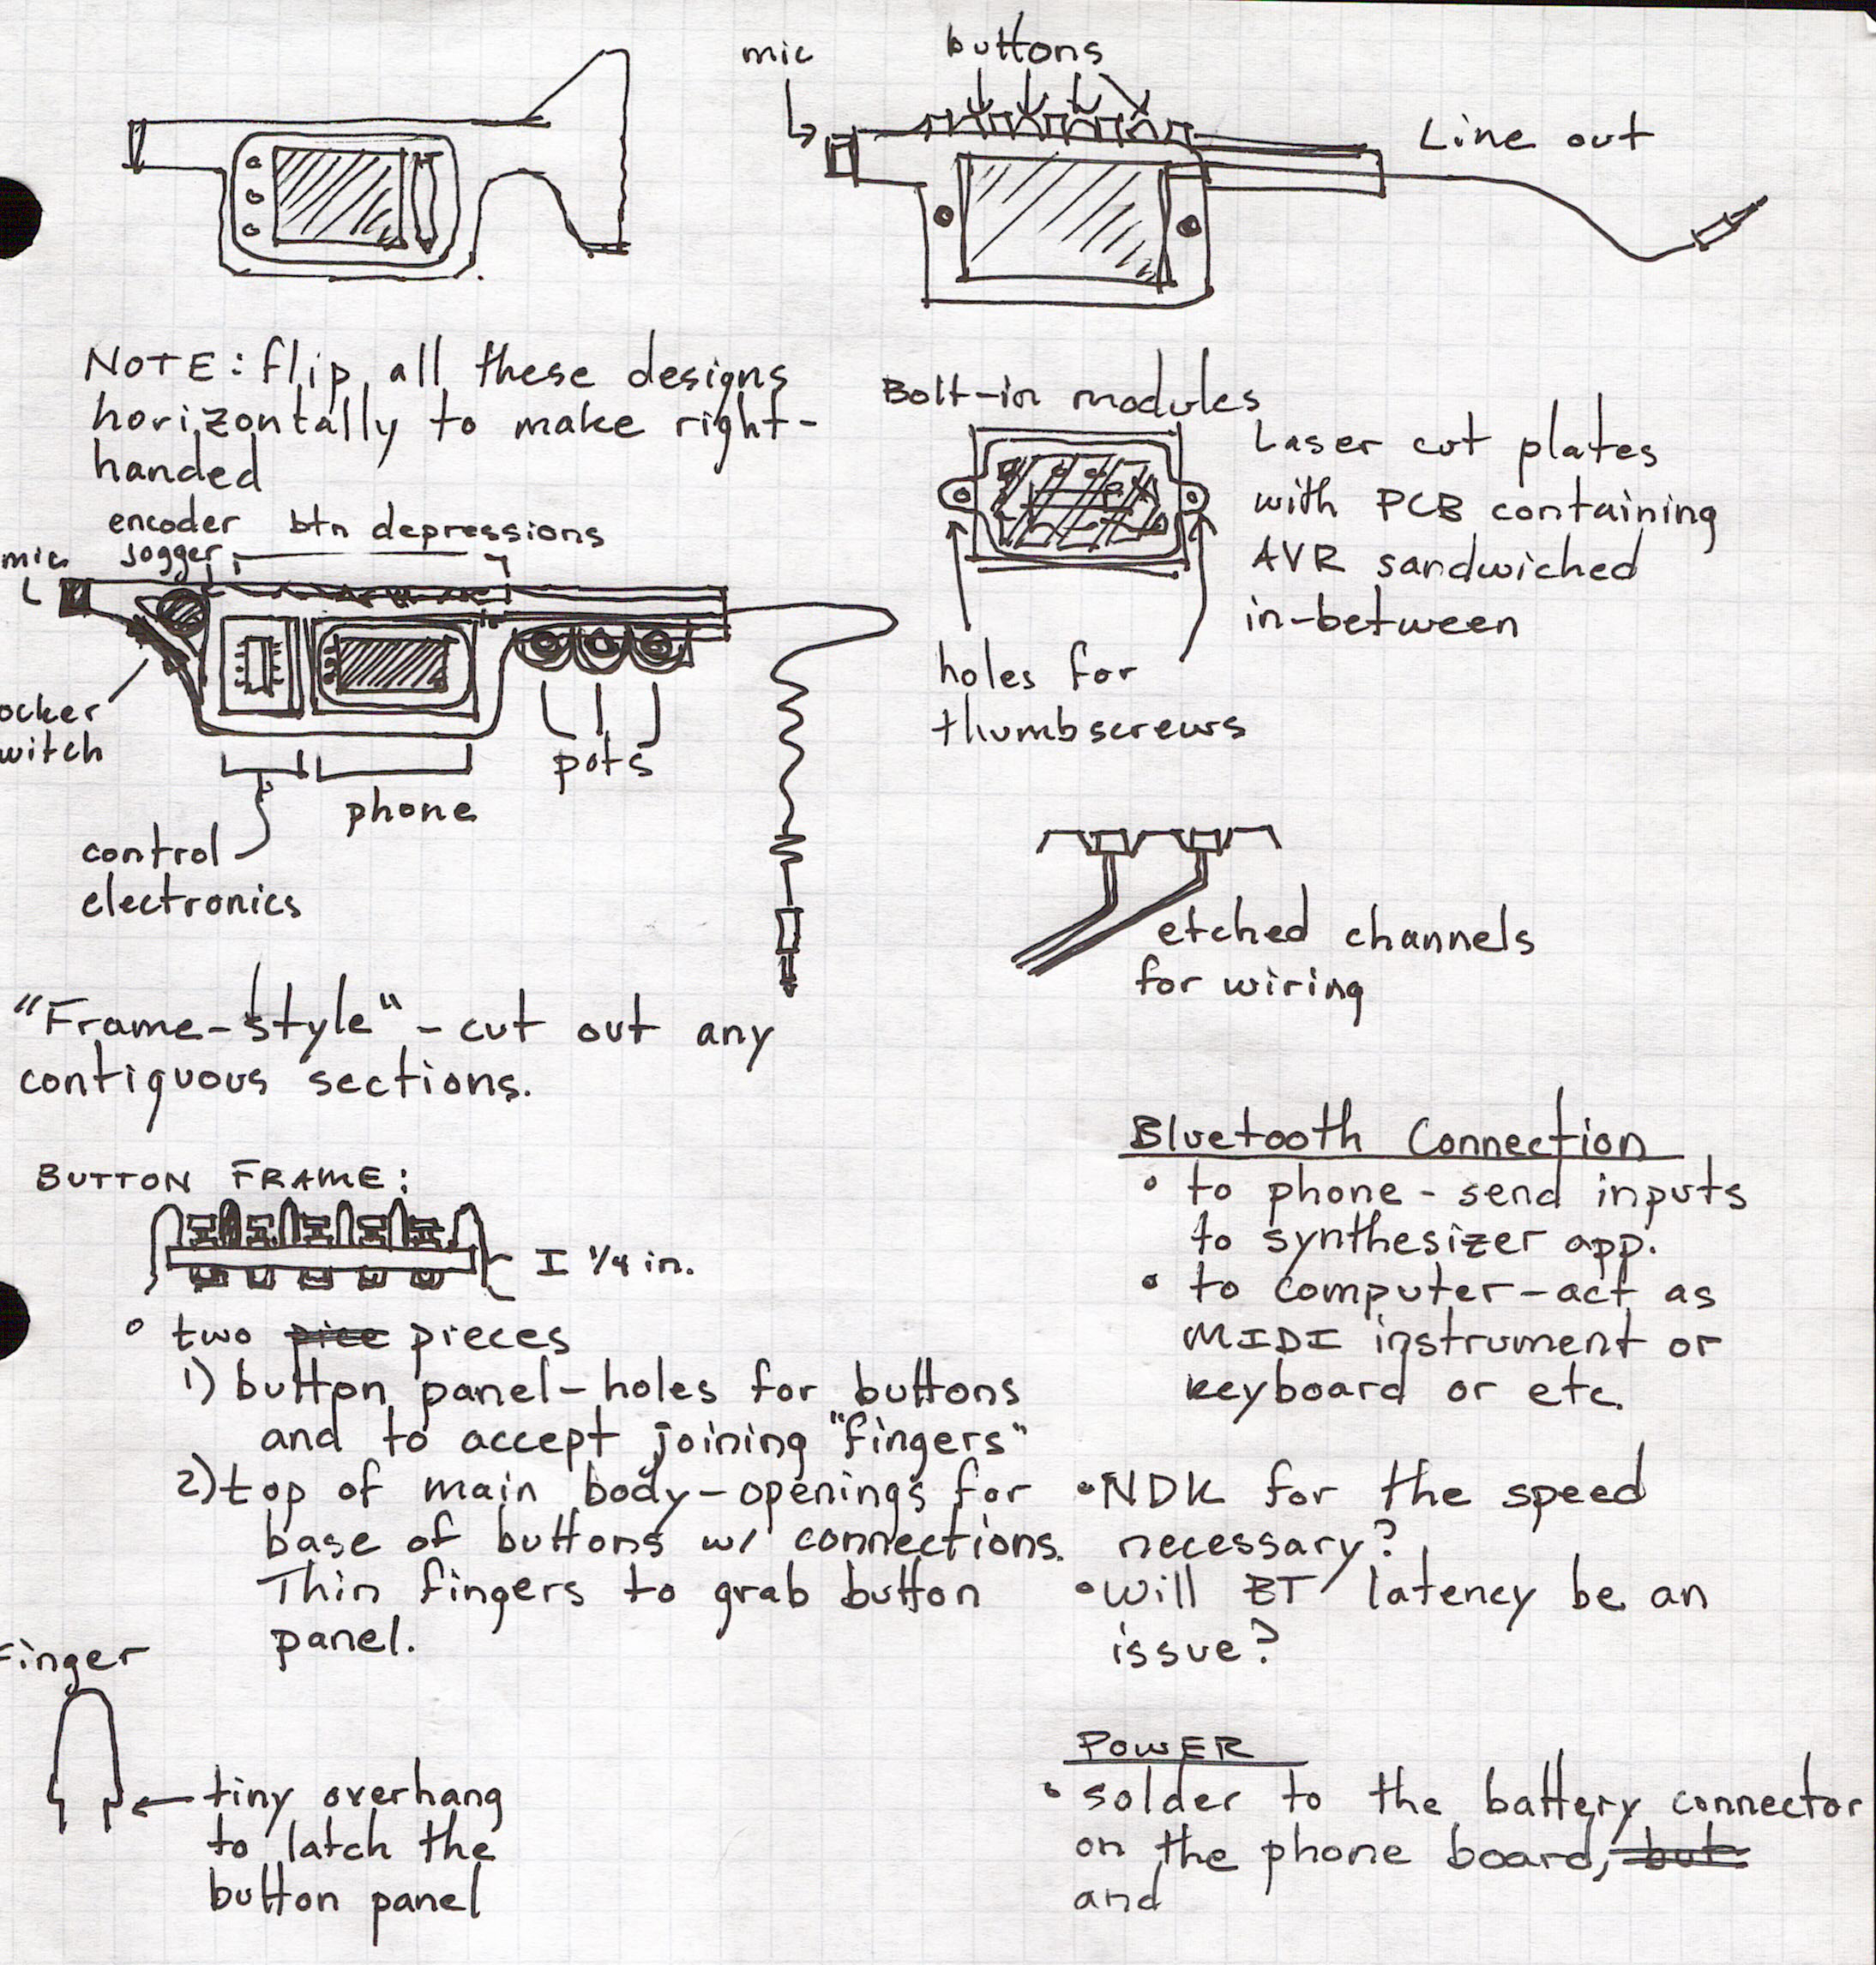 mic
buttons
Line out
NOTE: flip all these designs
horizontally to make right-
handed
encoder
jogger
btn depressions
mic
ocker
witch
control
electronics
phone
pots
Bolt-in modules
Laser cut plates
with PCB containing
AVR sandwiched
in-between
holes for
thumbscrews
etched channels
for wiring
"Frame-style" - cut out any
contiguous sections.
BUTTON FRAME:
I 1/4 in.
° two pice pieces
1) button panel - holes for buttons
and to accept joining "fingers"
2) top of main body - openings for
base of buttons w/ connections.
Thin fingers to grab button
panel.
Finger
tiny overhang
to latch the
button panel
Bluetooth Connection
• to phone - send inputs
to synthesizer app.
• to computer - act as
MIDI instrument or
keyboard or etc.
• NDK for the speed
necessary?
• will BT latency be an
issue?
POWER
• solder to the battery connector
on the phone board, but
and